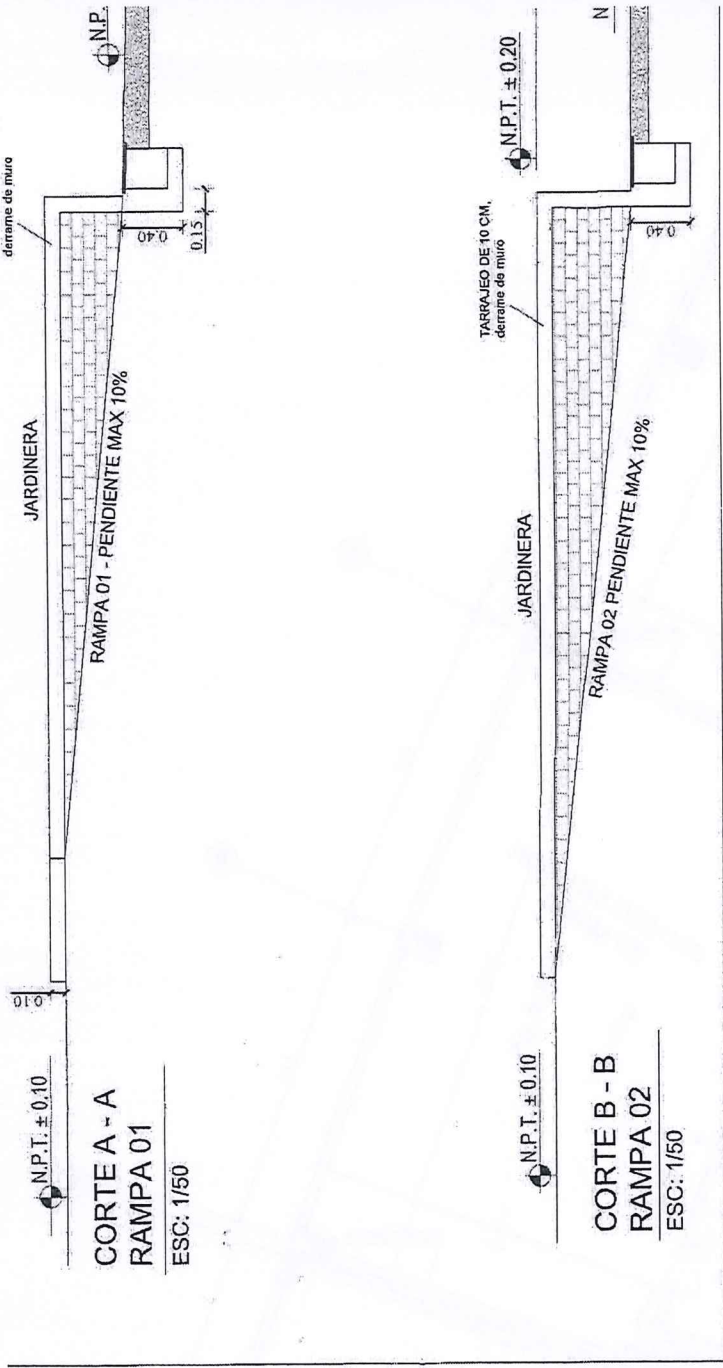 derrame de muro
N.P.
JARDINERA
RAMPA 01 - PENDIENTE MAX 10%
0.40
0.15
0.10
N.P.T. ± 0.10
CORTE A - A
RAMPA 01
ESC: 1/50
N.P.T. ± 0.20
N
TARRAJEO DE 10 CM.
derrame de muro
JARDINERA
RAMPA 02 PENDIENTE MAX 10%
0.40
N.P.T. ± 0.10
CORTE B - B
RAMPA 02
ESC: 1/50